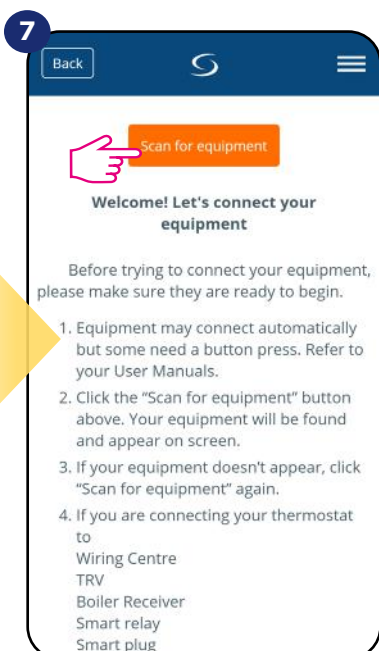 7
Back
Scan for equipment
Welcome! Let's connect your
equipment
Before trying to connect your equipment,
please make sure they are ready to begin.
1. Equipment may connect automatically
but some need a button press. Refer to
your User Manuals.
2. Click the “Scan for equipment” button
above. Your equipment will be found
and appear on screen.
3. If your equipment doesn't appear, click
“Scan for equipment” again.
4. If you are connecting your thermostat
to
Wiring Centre
TRV
Boiler Receiver
Smart relay
Smart plug